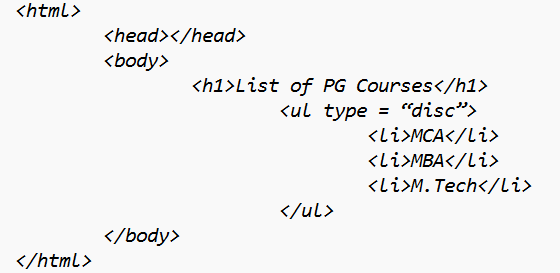 <html>
<head></head>
<body>
<h1>List of PG Courses</h1>
<ul type = “disc”>
<li>MCA</li>
<li>MBA</li>
<li>M.Tech</li>
</ul>
</body>
</html>